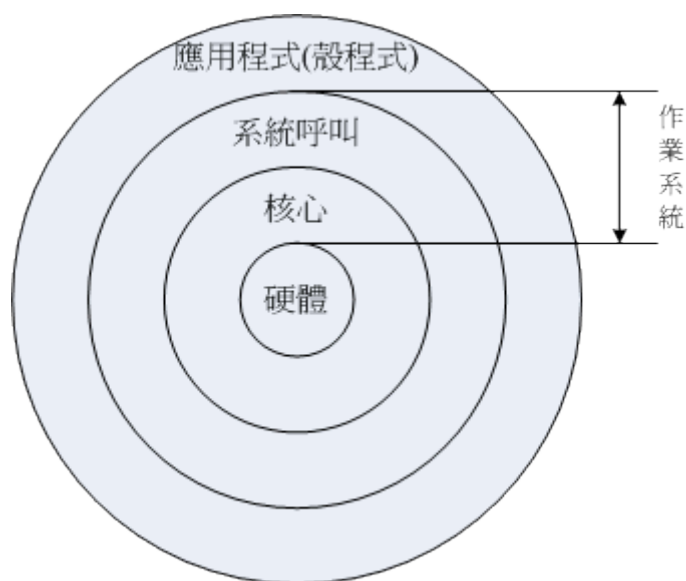 應用程式(殼程式)
系統呼叫
核心
硬體
作業系統